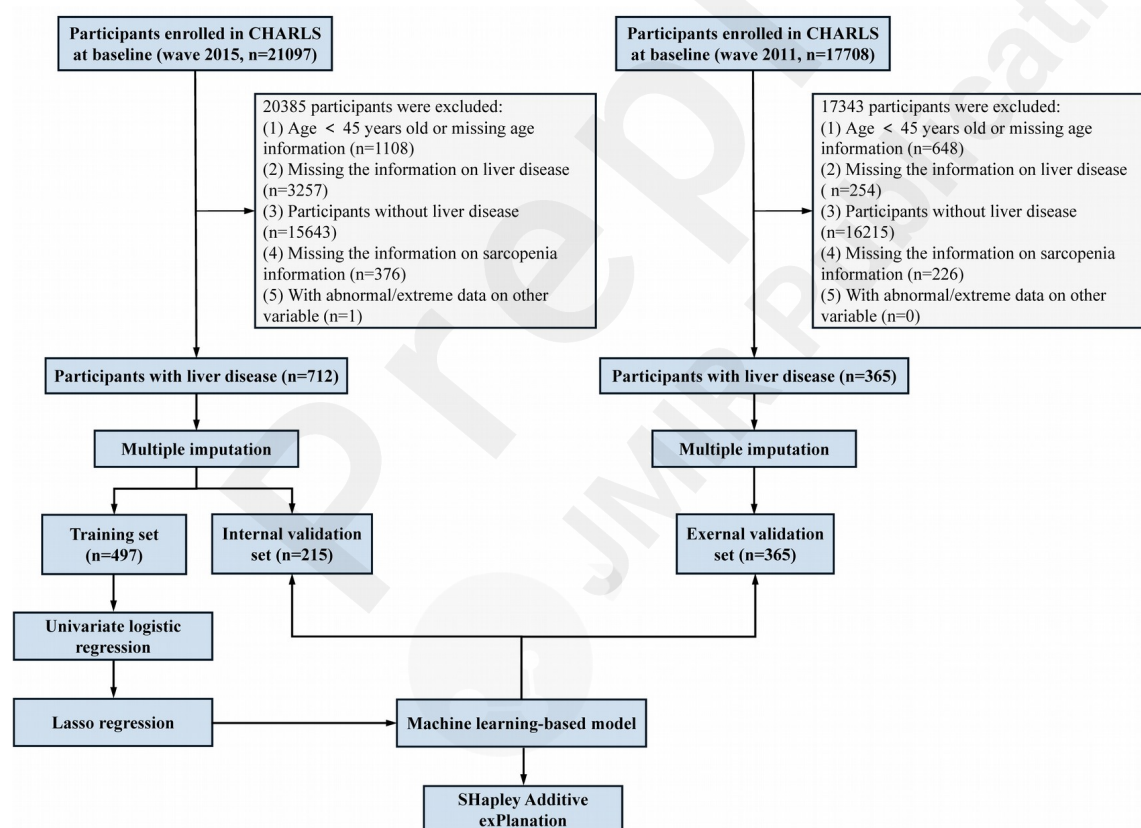 Participants enrolled in CHARLS
at baseline (wave 2015, n=21097)
20385 participants were excluded:
(1) Age < 45 years old or missing age
information (n=1108)
(2) Missing the information on liver disease
(n=3257)
(3) Participants without liver disease
(n=15643)
(4) Missing the information on sarcopenia
information (n=376)
(5) With abnormal/extreme data on other
variable (n=1)
Participants with liver disease (n=712)
Multiple imputation
Training set
(n=497)
Internal validation
set (n=215)
Univariate logistic
regression
Lasso regression
Participants enrolled in CHARLS
at baseline (wave 2011, n=17708)
17343 participants were excluded:
(1) Age < 45 years old or missing age
information (n=648)
(2) Missing the information on liver disease
( n=254)
(3) Participants without liver disease
(n=16215)
(4) Missing the information on sarcopenia
information (n=226)
(5) With abnormal/extreme data on other
variable (n=0)
Participants with liver disease (n=365)
Multiple imputation
Exernal validation
set (n=365)
Machine learning-based model
SHapley Additive
exPlanation
Prepr
JMIR Publicati